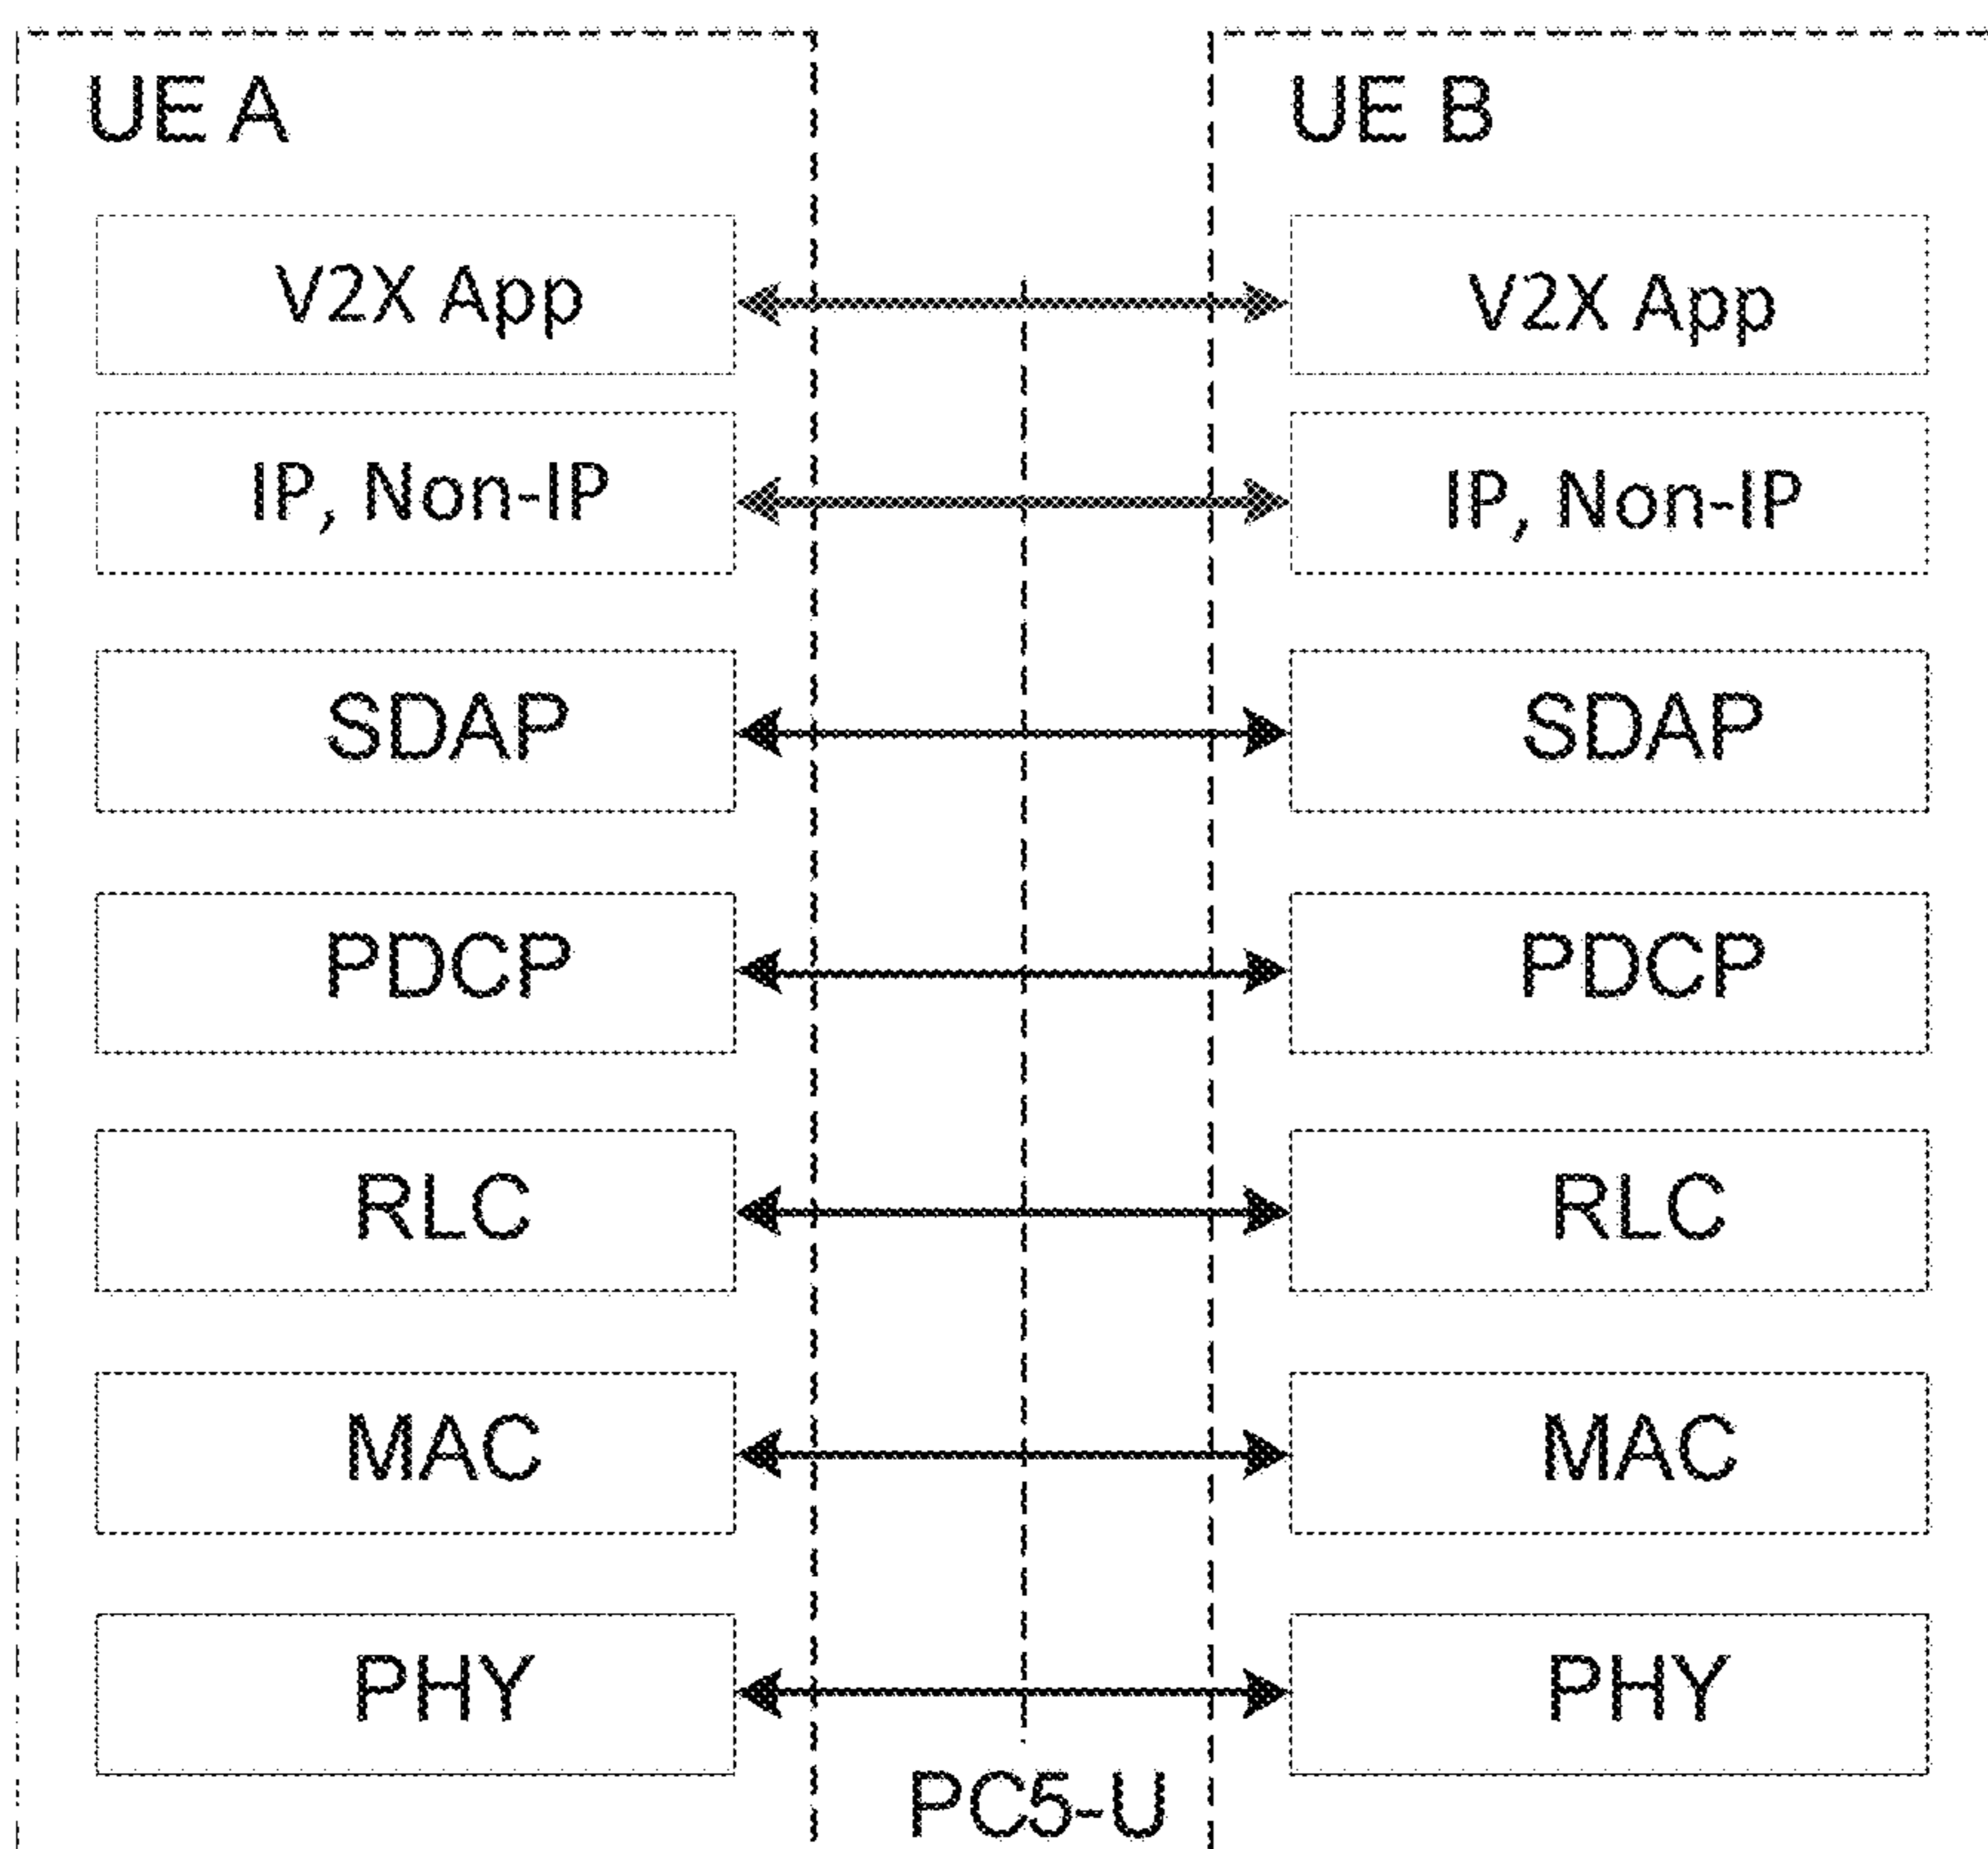 UE A
UE B
V2X App
V2X App
IP, Non-IP
IP, Non-IP
SDAP
SDAP
PDCP
PDCP
RLC
RLC
MAC
MAC
PHY
PHY
PC5-U